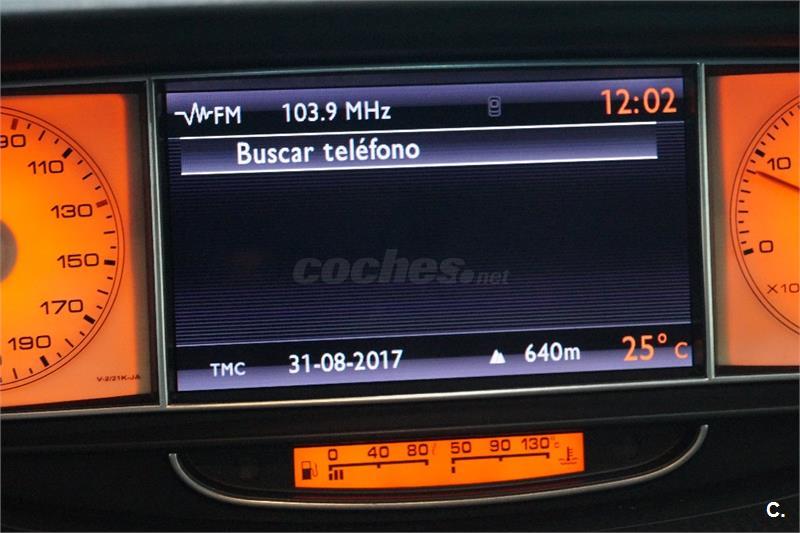 FM 103.9 MHz 12:02
Buscar teléfono
90
110
130
150
170
190
V-2/21K-JA
coches.net
10
0
X10
TMC 31-08-2017 640m 25° C
0 40 80 l 50 90 130 °c
C.